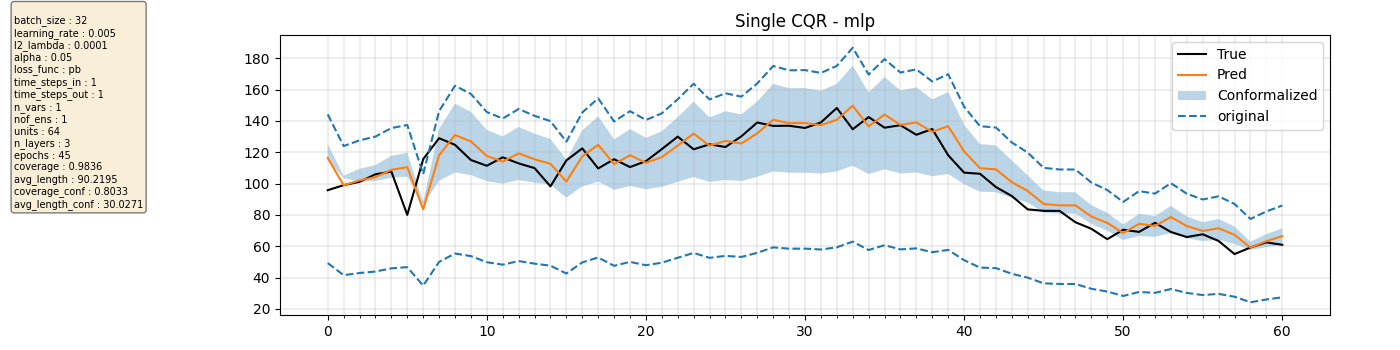 batch_size : 32
learning_rate : 0.005
l2_lambda : 0.0001
alpha : 0.05
loss_func : pb
time_steps_in : 1
time_steps_out : 1
n_vars : 1
nof_ens : 1
units : 64
n_layers : 3
epochs : 45
coverage : 0.9836
avg_length : 90.2195
coverage_conf : 0.8033
avg_length_conf : 30.0271
Single CQR - mlp
180
160
140
120
100
80
60
40
20
True
Pred
Conformalized
original
0 10 20 30 40 50 60